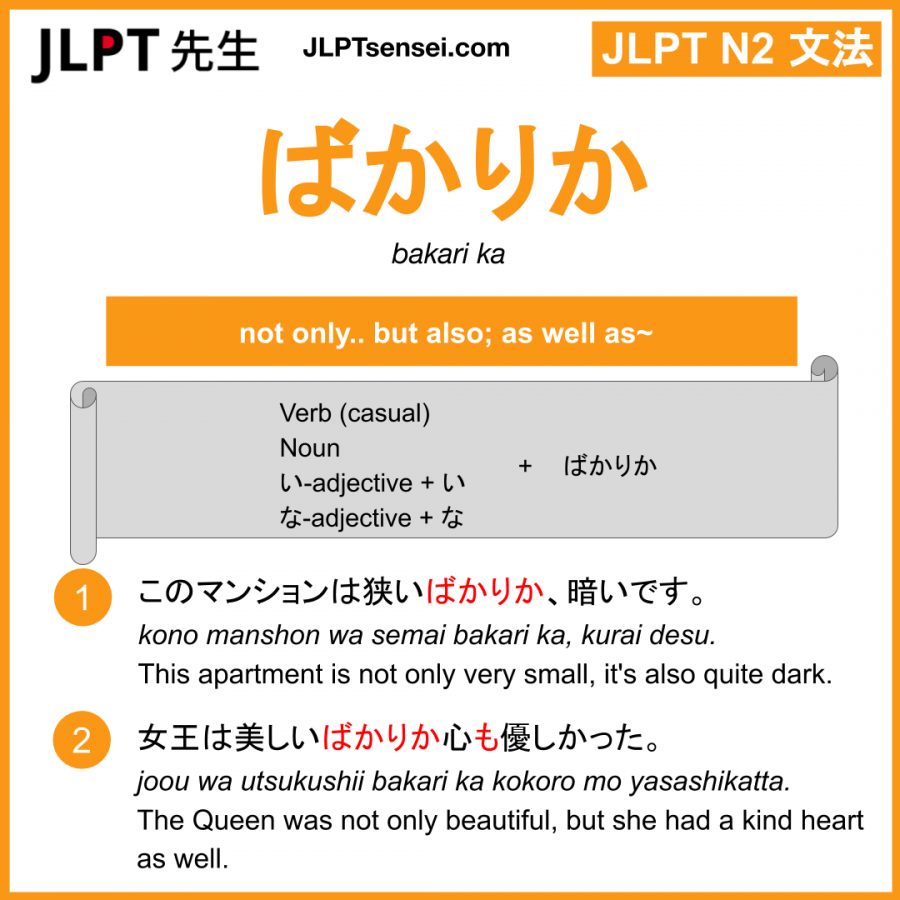 JLPT 先生
JLPTsensei.com
JLPT N2 文法
ばかりか
bakari ka
not only.. but also; as well as~
Verb (casual)
Noun
い-adjective + い
な-adjective + な
+ ばかりか
1
このマンションは狭いばかりか、暗いです。
kono manshon wa semai bakari ka, kurai desu.
This apartment is not only very small, it's also quite dark.
2
女王は美しいばかりか心も優しかった。
joou wa utsukushii bakari ka kokoro mo yasashikatta.
The Queen was not only beautiful, but she had a kind heart
as well.